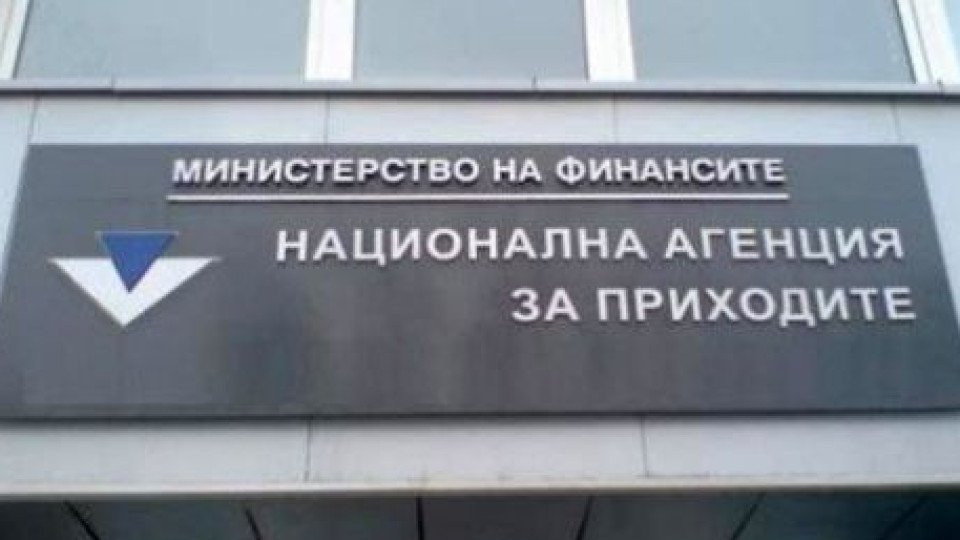 МИНИСТЕРСТВО НА ФИНАНСИТЕ
НАЦИОНАЛНА АГЕНЦИЯ
ЗА ПРИХОДИТЕ